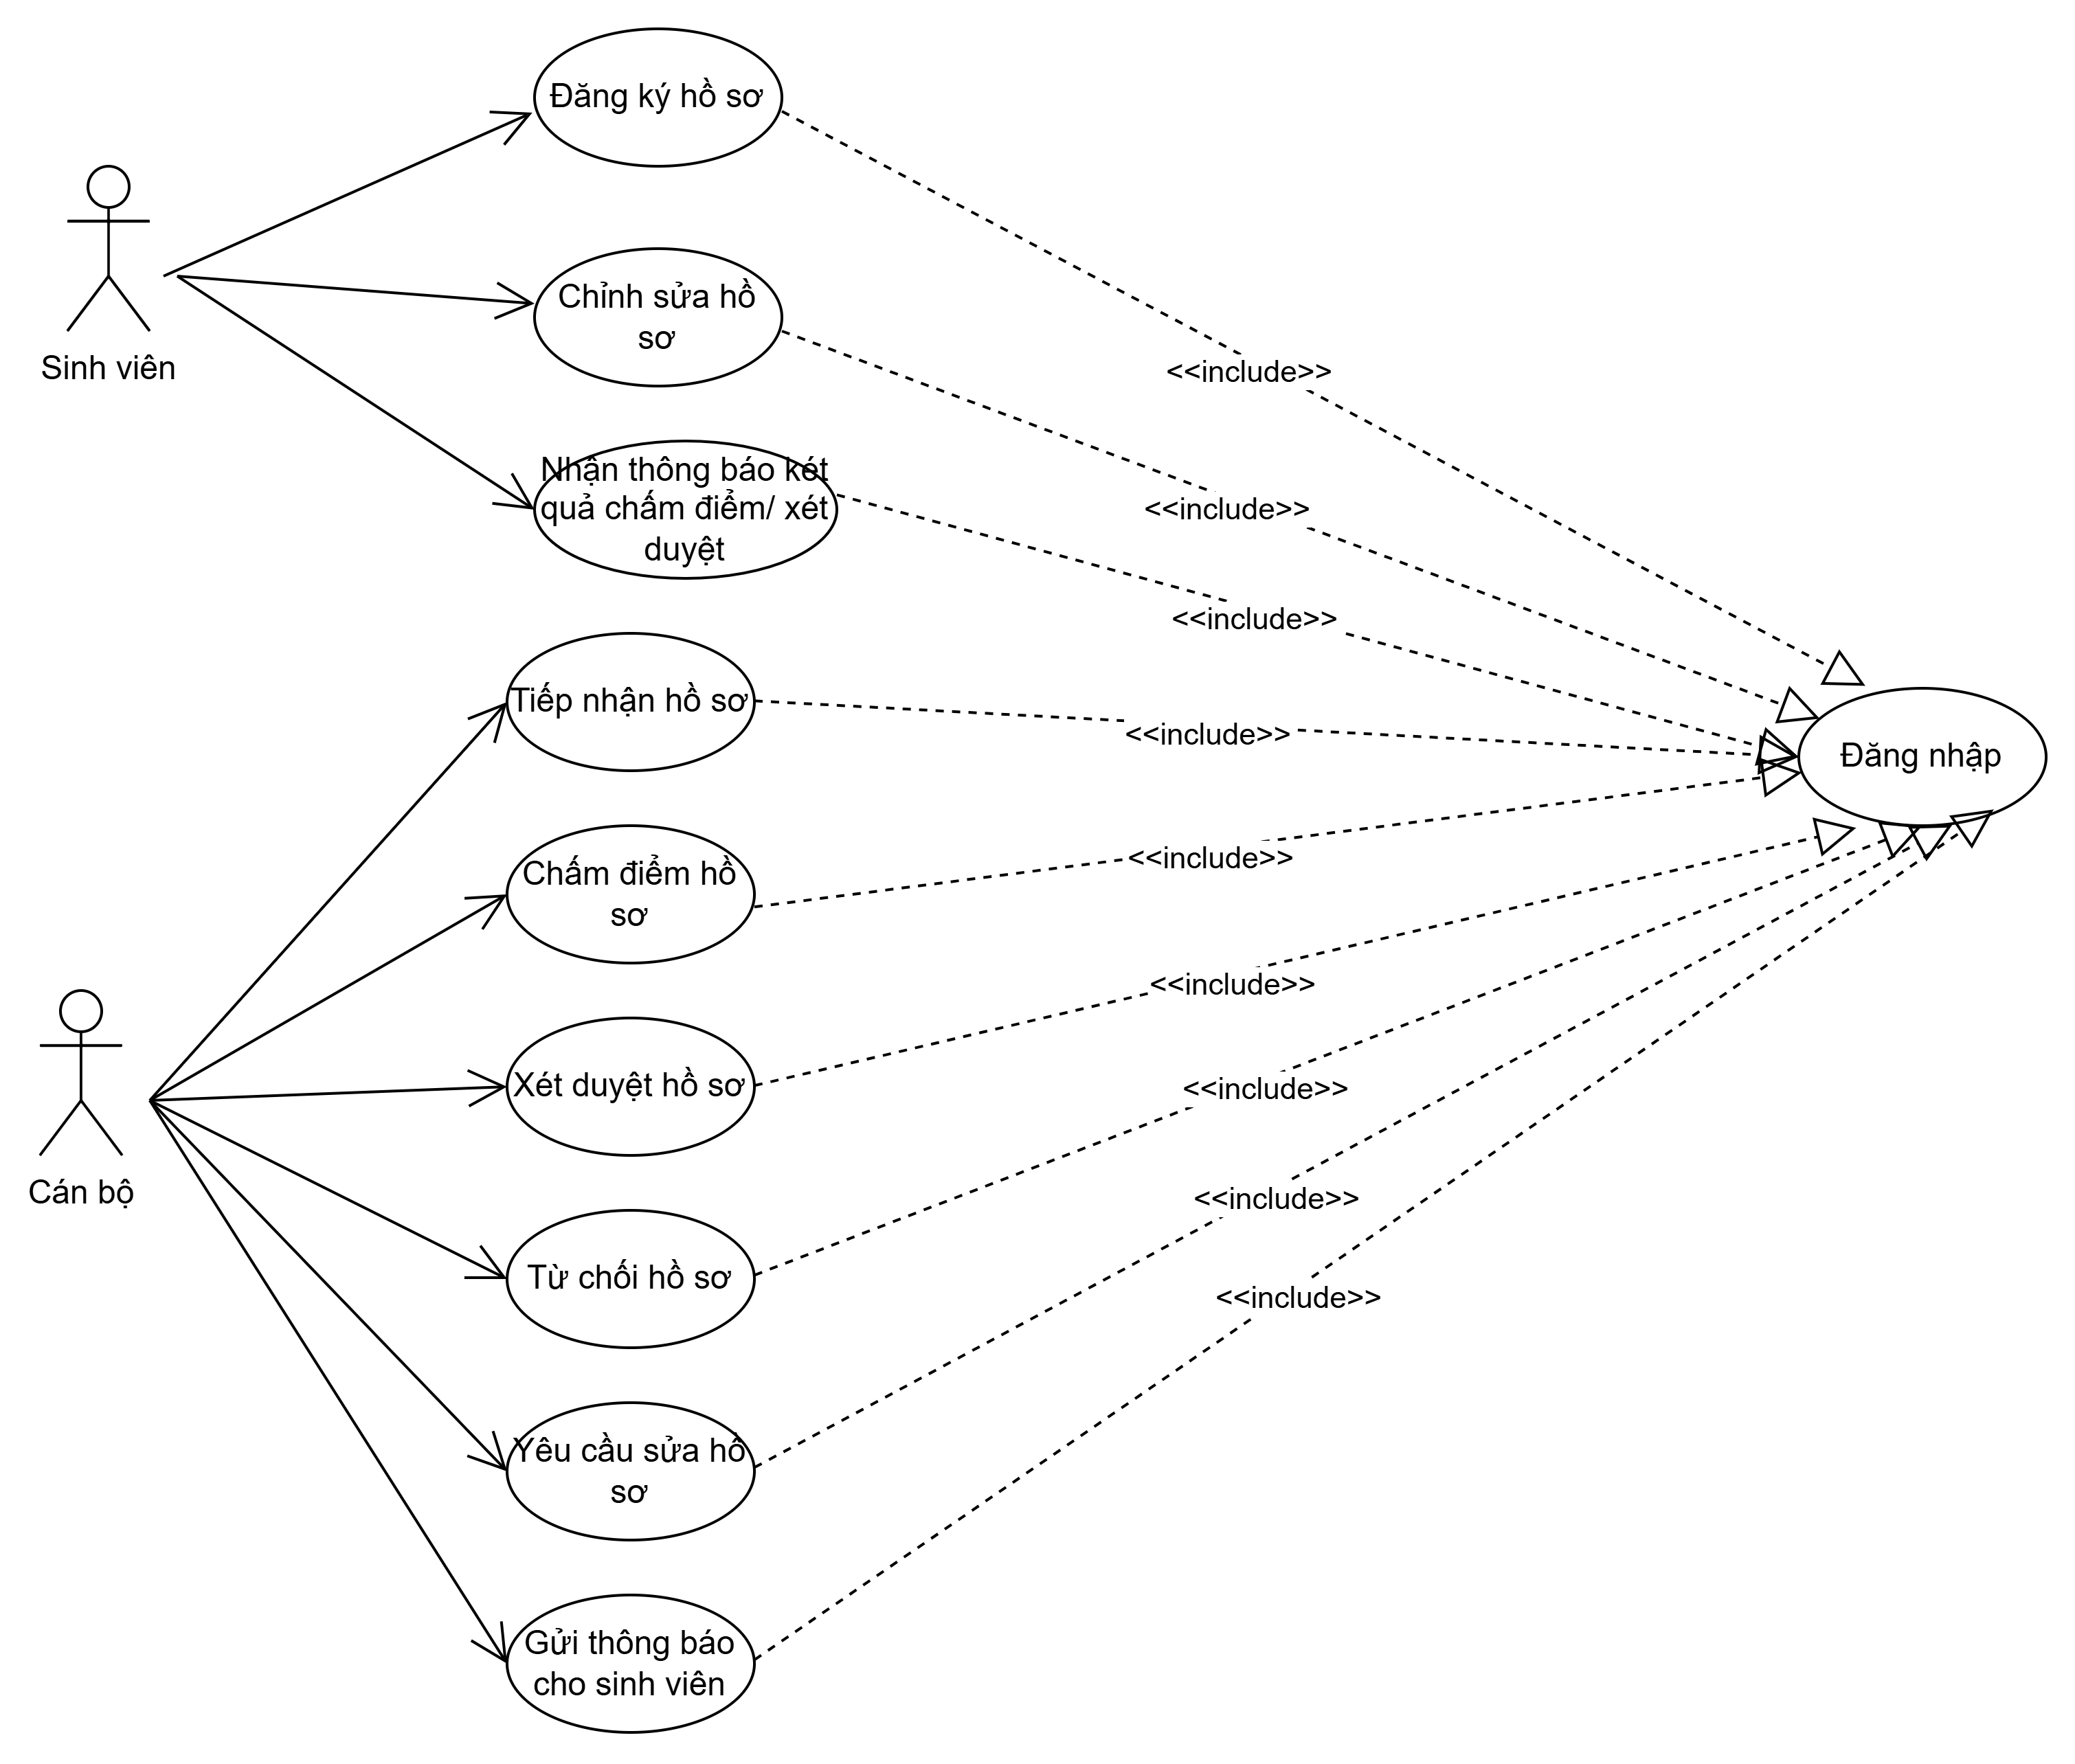 Đăng ký hồ sơ
Sinh viên
Chỉnh sửa hồ
sơ
<<include>>
Nhận thông báo két
quả chấm điểm/ xét
duyệt
<<include>>
<<include>>
Tiếp nhận hồ sơ
<<include>>
Đăng nhập
Chấm điểm hồ
sơ
<<include>>
Xét duyệt hồ sơ
<<include>>
Cán bộ
<<include>>
Từ chối hồ sơ
<<include>>
Yêu cầu sửa hồ
sơ
<<include>>
Gửi thông báo
cho sinh viên